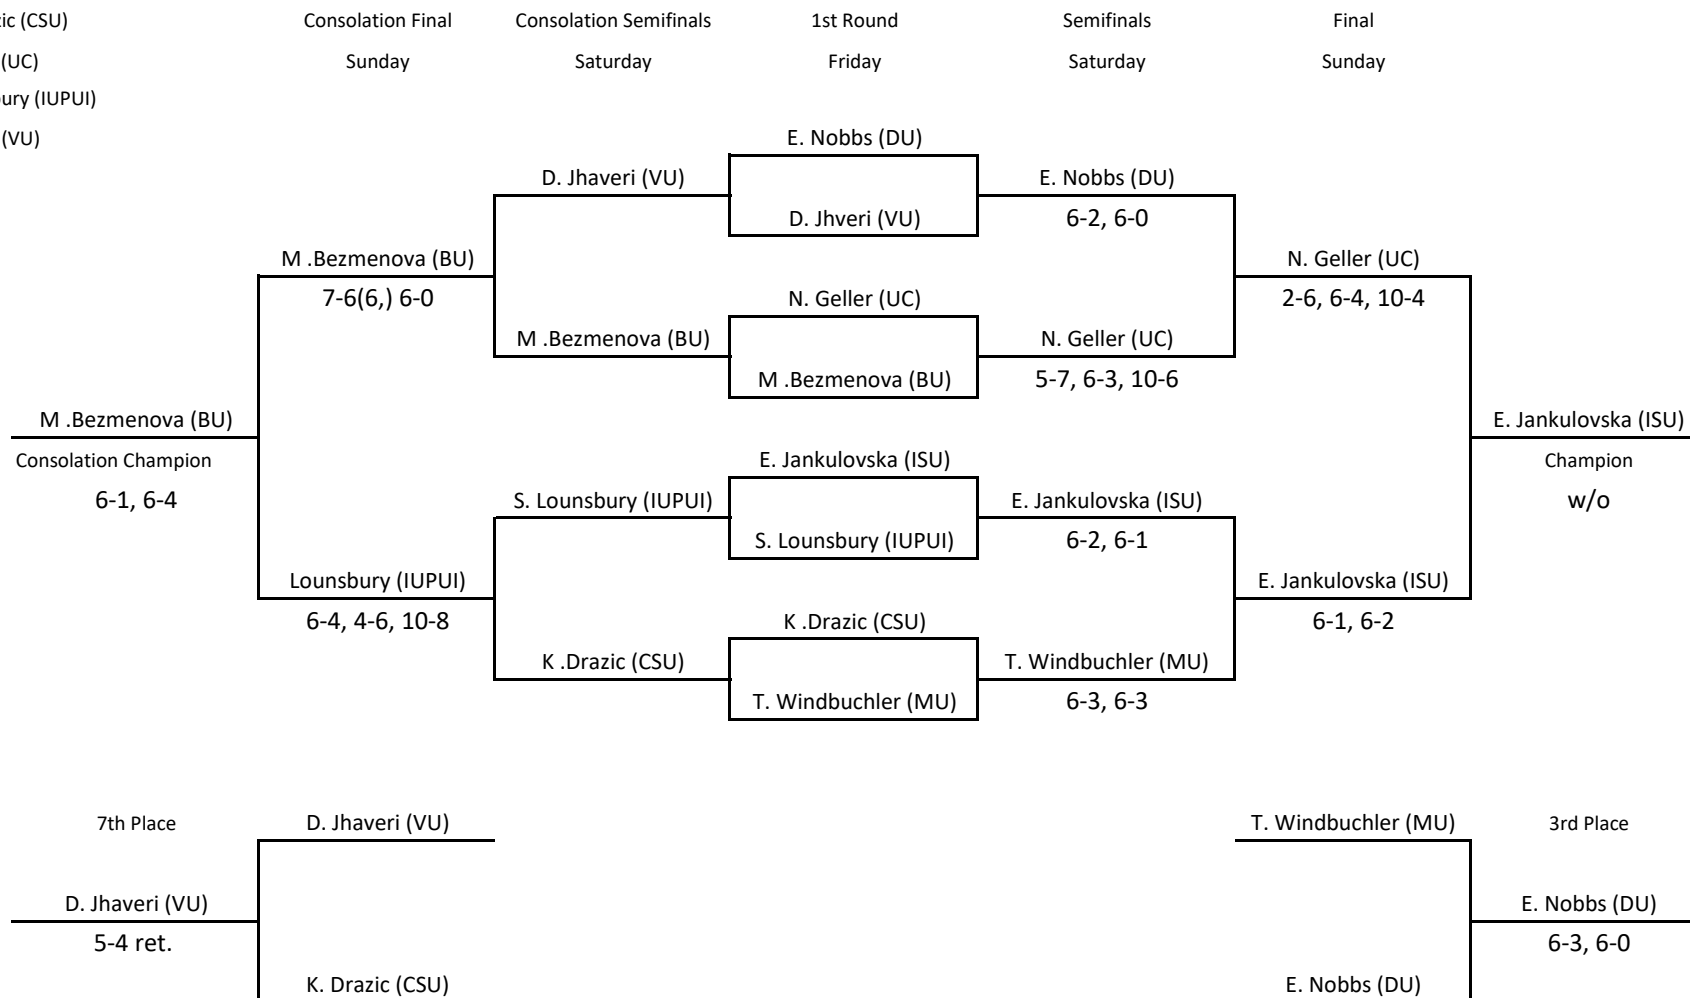 ic (CSU) Consolation Final Consolation Semifinals 1st Round Semifinals Final
(UC) Sunday Saturday Friday Saturday Sunday
ury (IUPUI)
(VU) E. Nobbs (DU)
D. Jhaveri (VU) E. Nobbs (DU)
D. Jhveri (VU) 6-2, 6-0
M .Bezmenova (BU) N. Geller (UC)
7-6(6,) 6-0 N. Geller (UC) 2-6, 6-4, 10-4
M .Bezmenova (BU) N. Geller (UC)
M .Bezmenova (BU) 5-7, 6-3, 10-6
M .Bezmenova (BU) E. Jankulovska (ISU)
Consolation Champion E. Jankulovska (ISU) Champion
6-1, 6-4 S. Lounsbury (IUPUI) E. Jankulovska (ISU) w/o
S. Lounsbury (IUPUI) 6-2, 6-1
Lounsbury (IUPUI) E. Jankulovska (ISU)
6-4, 4-6, 10-8 K .Drazic (CSU) 6-1, 6-2
K .Drazic (CSU) T. Windbuchler (MU)
T. Windbuchler (MU) 6-3, 6-3
7th Place D. Jhaveri (VU) T. Windbuchler (MU) 3rd Place
D. Jhaveri (VU) E. Nobbs (DU)
5-4 ret. 6-3, 6-0
K. Drazic (CSU) E. Nobbs (DU)